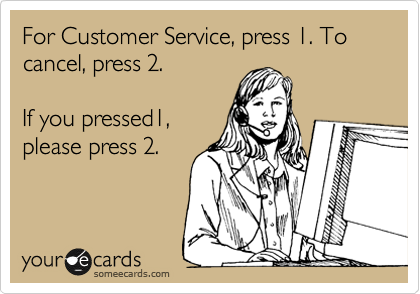 For Customer Service, press 1. To
cancel, press 2.
If you pressed1,
please press 2.
your e cards
someecards.com